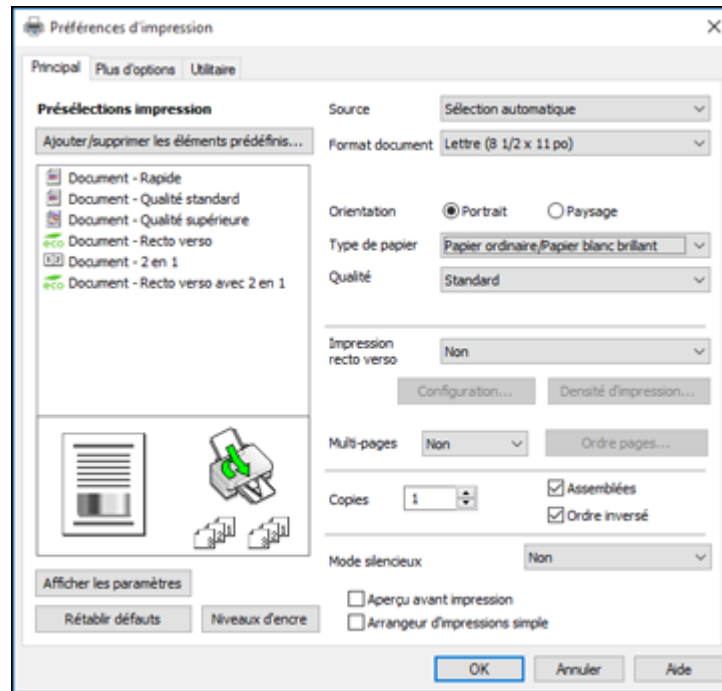 Préférences d'impression
Principal
Plus d'options
Utilitaire
Présélections impression
Ajouter/supprimer les éléments prédéfinis...
Document - Rapide
Document - Qualité standard
Document - Qualité supérieure
eco Document - Recto verso
1 2 Document - 2 en 1
eco Document - Recto verso avec 2 en 1
Afficher les paramètres
Rétablir défauts
Niveaux d'encre
Source
Sélection automatique
Format document
Lettre (8 1/2 x 11 po)
Orientation
Portrait
Paysage
Type de papier
Papier ordinaire/Papier blanc brillant
Qualité
Standard
Impression
recto verso
Non
Configuration...
Densité d'impression...
Multi-pages
Non
Ordre pages...
Copies
1
Assemblées
Ordre inversé
Mode silencieux
Non
Aperçu avant impression
Arrangeur d'impressions simple
OK
Annuler
Aide